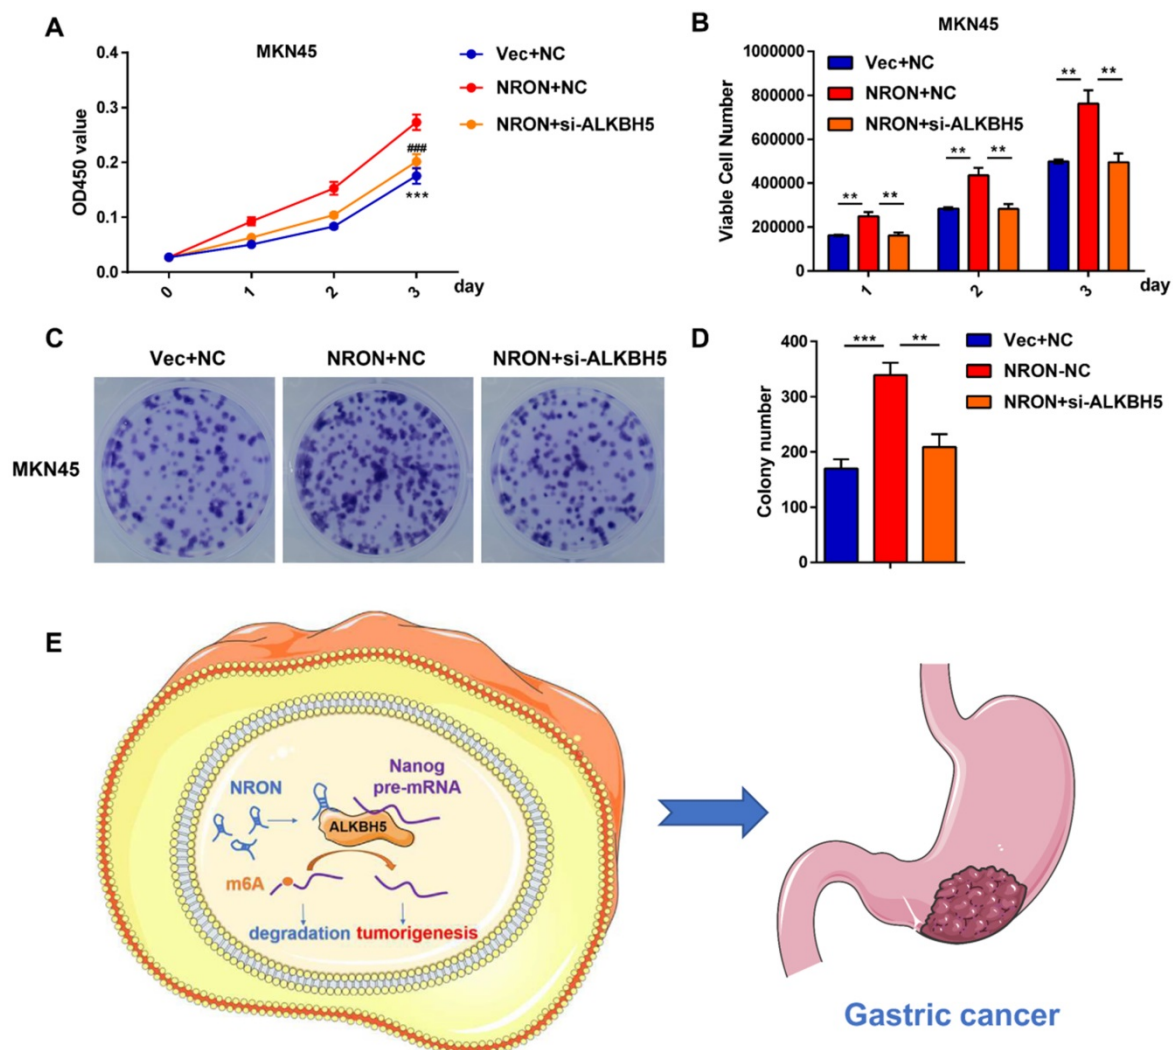 A
MKN45
0.4
0.3
0.2
0.1
0.0
OD450 value
0
1
2
3
day
###
***
Vec+NC
NRON+NC
NRON+si-ALKBH5
B
MKN45
1000000
800000
600000
400000
200000
0
Viable Cell Number
Vec+NC
NRON+NC
NRON+si-ALKBH5
** **
** **
** **
1
2
3
day
C
Vec+NC
NRON+NC
NRON+si-ALKBH5
MKN45
D
400
300
200
100
0
Colony number
*** **
Vec+NC
NRON-NC
NRON+si-ALKBH5
E
NRON
Nanog
pre-mRNA
ALKBH5
m6A
degradation tumorigenesis
Gastric cancer